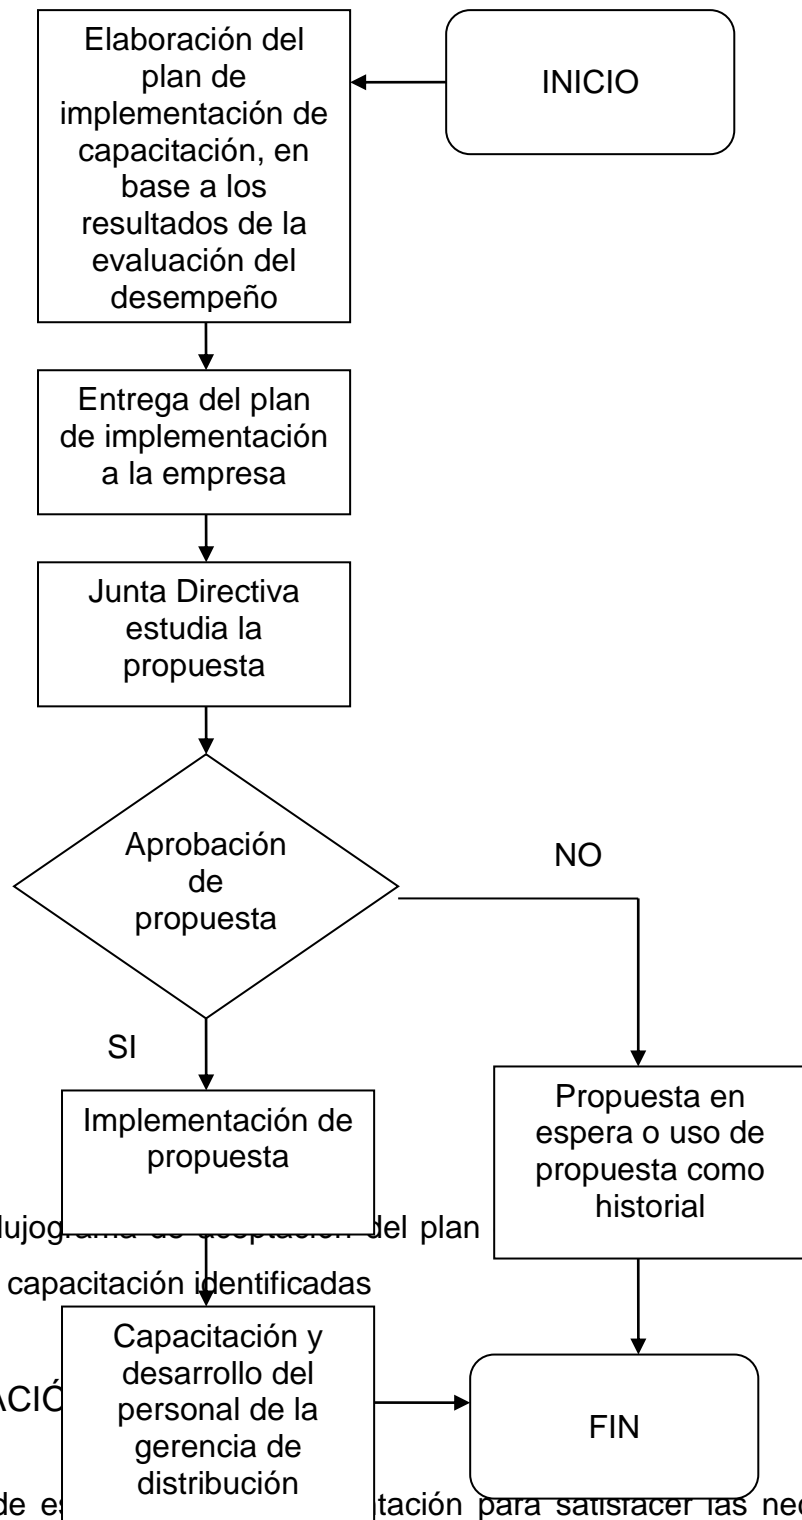 INICIO
Elaboración del
plan de
implementación de
capacitación, en
base a los
resultados de la
evaluación del
desempeño
Entrega del plan
de implementación
a la empresa
Junta Directiva
estudia la
propuesta
Aprobación
de
propuesta
NO
SI
Implementación de
propuesta
Propuesta en
espera o uso de
propuesta como
historial
del plan
capacitación identificadas
Capacitación y
desarrollo del
personal de la
gerencia de
distribución
FIN
de para satisfacer las